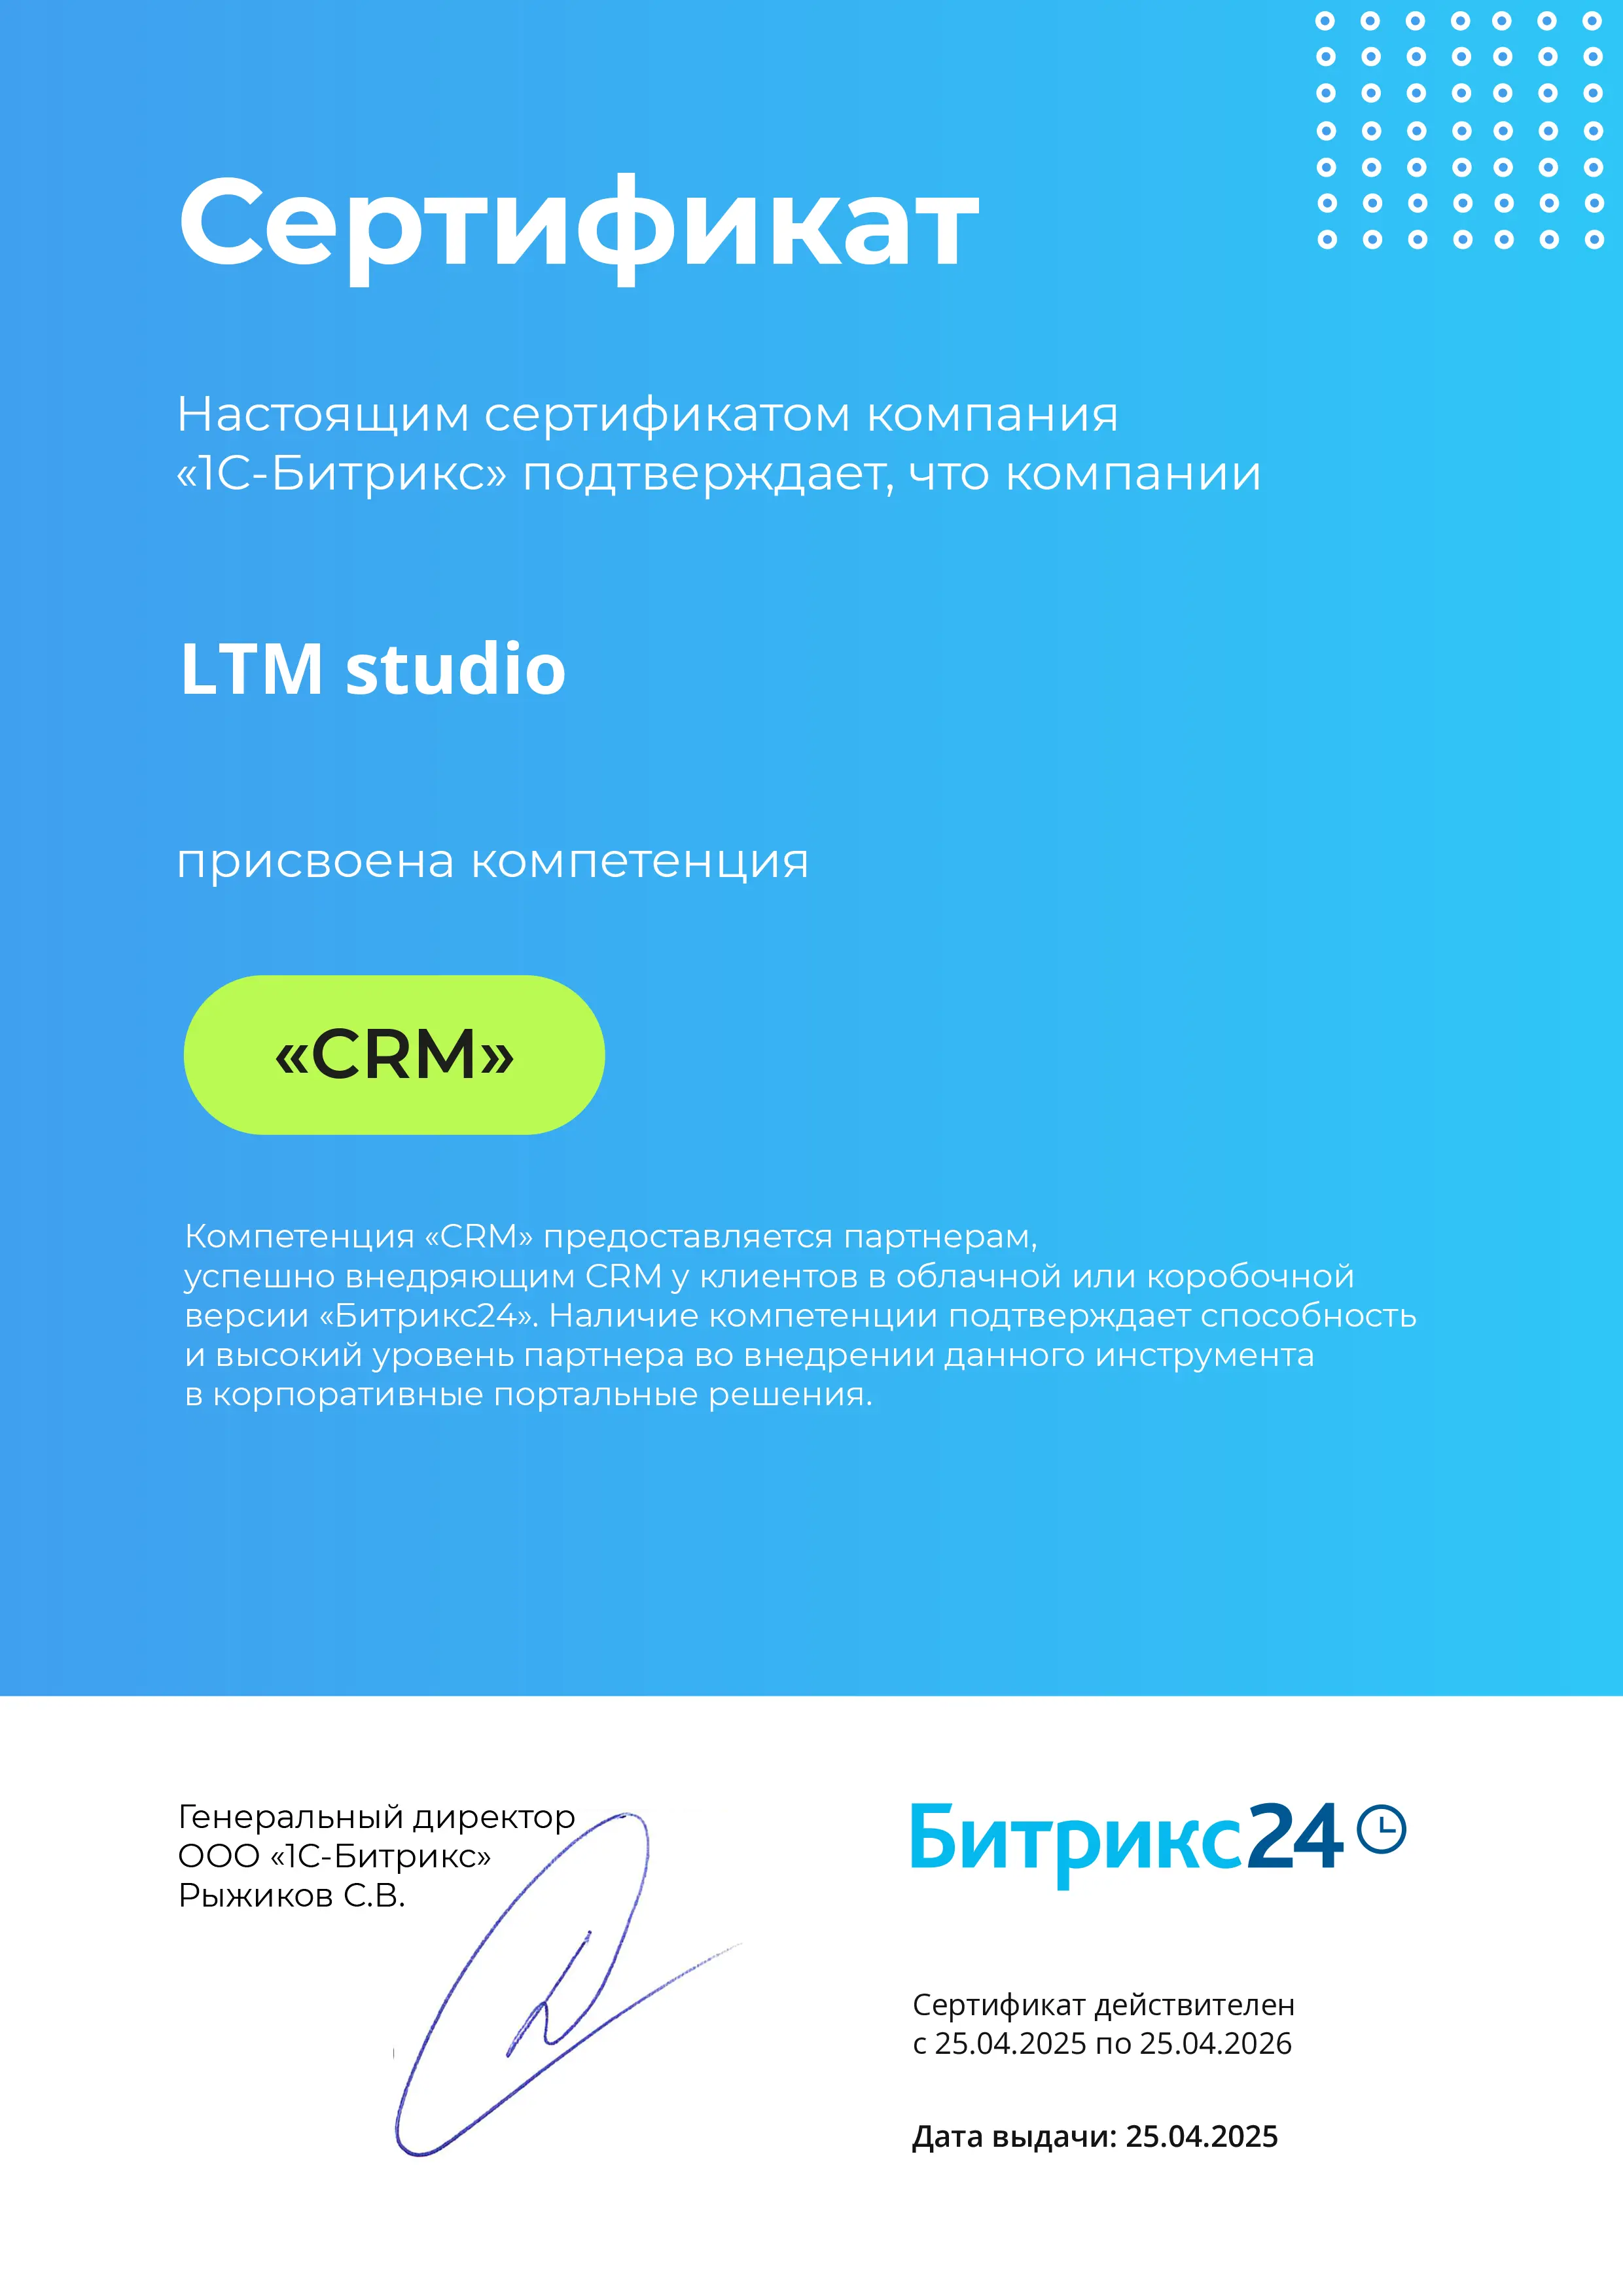 Сертификат
Настоящим сертификатом компания
«1С-Битрикс» подтверждает, что компании
LTM studio
присвоена компетенция
«CRM»
Компетенция «CRM» предоставляется партнерам,
успешно внедряющим CRM у клиентов в облачной или коробочной
версии «Битрикс24». Наличие компетенции подтверждает способность
и высокий уровень партнера во внедрении данного инструмента
в корпоративные портальные решения.
Генеральный директор
ООО «1С-Битрикс»
Рыжиков С.В.
Битрикс24
Сертификат действителен
с 25.04.2025 по 25.04.2026
Дата выдачи: 25.04.2025